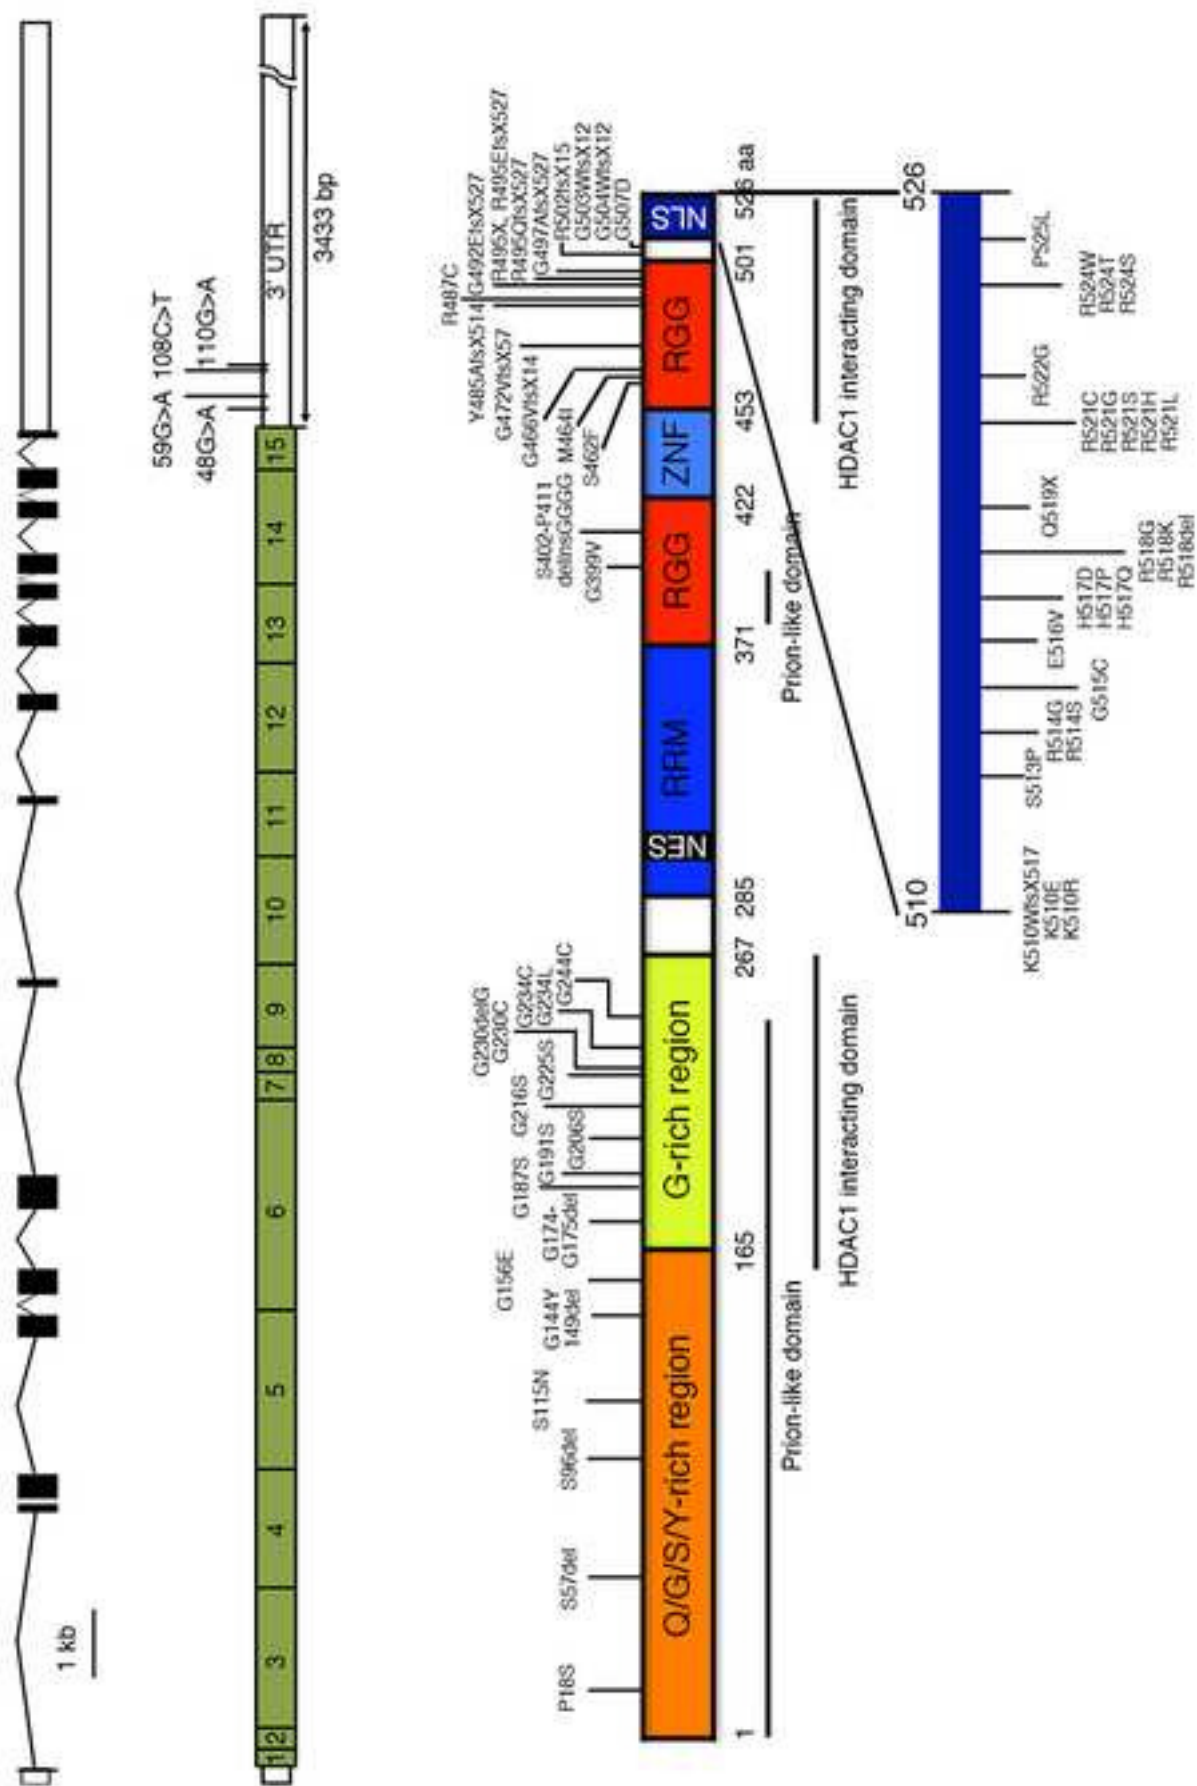 1 kb
59G>A 108C>T
48G>A 110G>A
1 2 3 4 5 6 7 8 9 10 11 12 13 14 15 3' UTR
3433 bp
P18S
S57del
S96del
S115N
G144Y
149del
G156E
G174-
G175del
G187S
G191S
G206S
G216S
G225S
G230delG
G230C
G234C
G234L
G244C
G399V
S402-P411
delinsGGGG
S462F
M464I
G466VfsX14
G472VfsX57
Y485AfsX514
R487C
G492EfsX527
R495X, R495EfsX527
R495QfsX527
G497AfsX527
R502fsX15
G503WfsX12
G504WfsX12
G507D
Q/G/S/Y-rich region G-rich region NES RRM RGG ZNF RGG NLS
1 165 267 285 371 422 453 501 526 aa
Prion-like domain Prion-like domain
HDAC1 interacting domain HDAC1 interacting domain
510 526
K510WfsX517
K510E
K510R
S513P
R514G
R514S
G515C
E516V
H517D
H517P
H517Q
R518G
R518K
R518del
Q519X
R521C
R521G
R521S
R521H
R521L
R522G
R524W
R524T
R524S
P525L